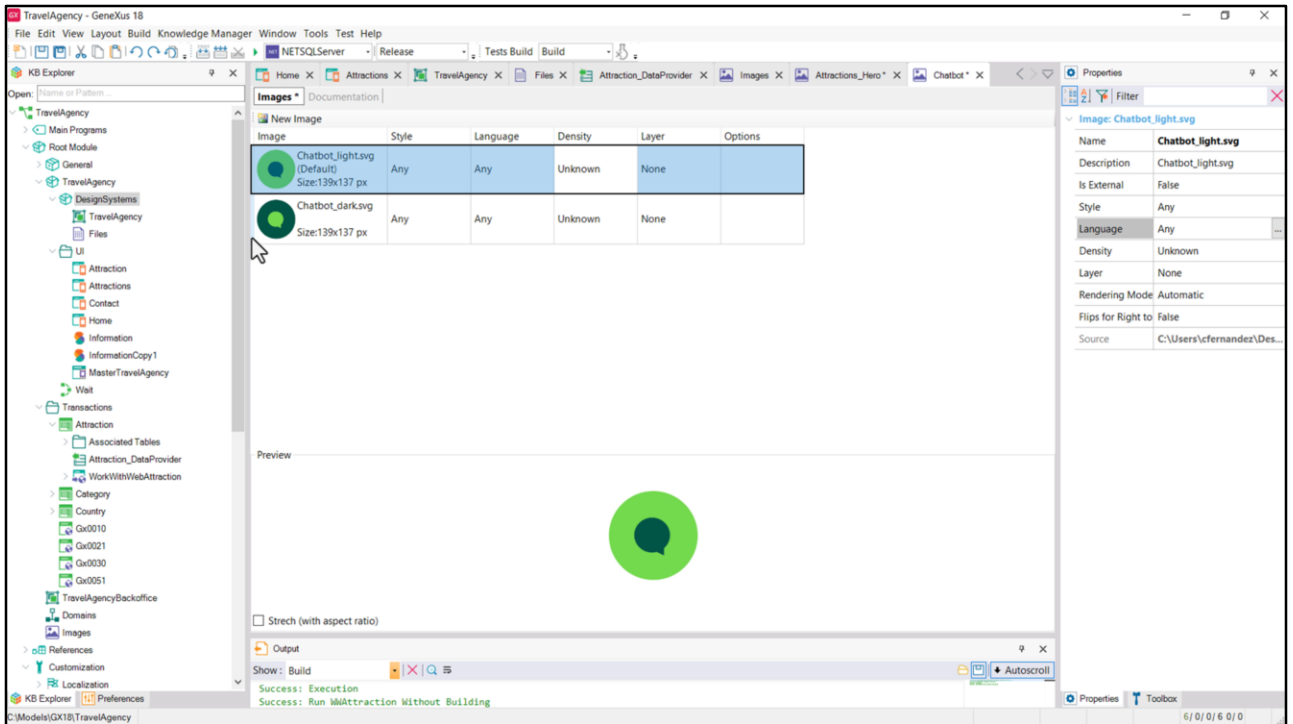 GX TravelAgency - GeneXus 18
File Edit View Layout Build Knowledge Manager Window Tools Test Help
NETSQLServer Release Tests Build Build
KB Explorer
Open: Name or Pattern ...
TravelAgency
Main Programs
Root Module
General
TravelAgency
DesignSystems
TravelAgency
Files
UI
Attraction
Attractions
Contact
Home
Information
InformationCopy1
MasterTravelAgency
Wait
Transactions
Attraction
Associated Tables
Attraction_DataProvider
WorkWithWebAttraction
Category
Country
Gx0010
Gx0021
Gx0030
Gx0051
TravelAgencyBackoffice
Domains
Images
References
Customization
Localization
KB Explorer Preferences
Home X Attractions X TravelAgency X Files X Attraction_DataProvider X Images X Attractions_Hero* X Chatbot* X
Images * Documentation
New Image
Image Style Language Density Layer Options
Chatbot_light.svg
(Default) Any Any Unknown None
Size:139x137 px
Chatbot_dark.svg
Any Any Unknown None
Size:139x137 px
Preview
Strech (with aspect ratio)
Output
Show: Build Autoscroll
Success: Execution
Success: Run WWAttraction Without Building
Properties
Filter
Image: Chatbot_light.svg
Name Chatbot_light.svg
Description Chatbot_light.svg
Is External False
Style Any
Language Any ...
Density Unknown
Layer None
Rendering Mode Automatic
Flips for Right to False
Source C:\Users\cfernandez\Des...
Properties Toolbox
C:\Models\GX18\TravelAgency 6/0/0/6 0/0